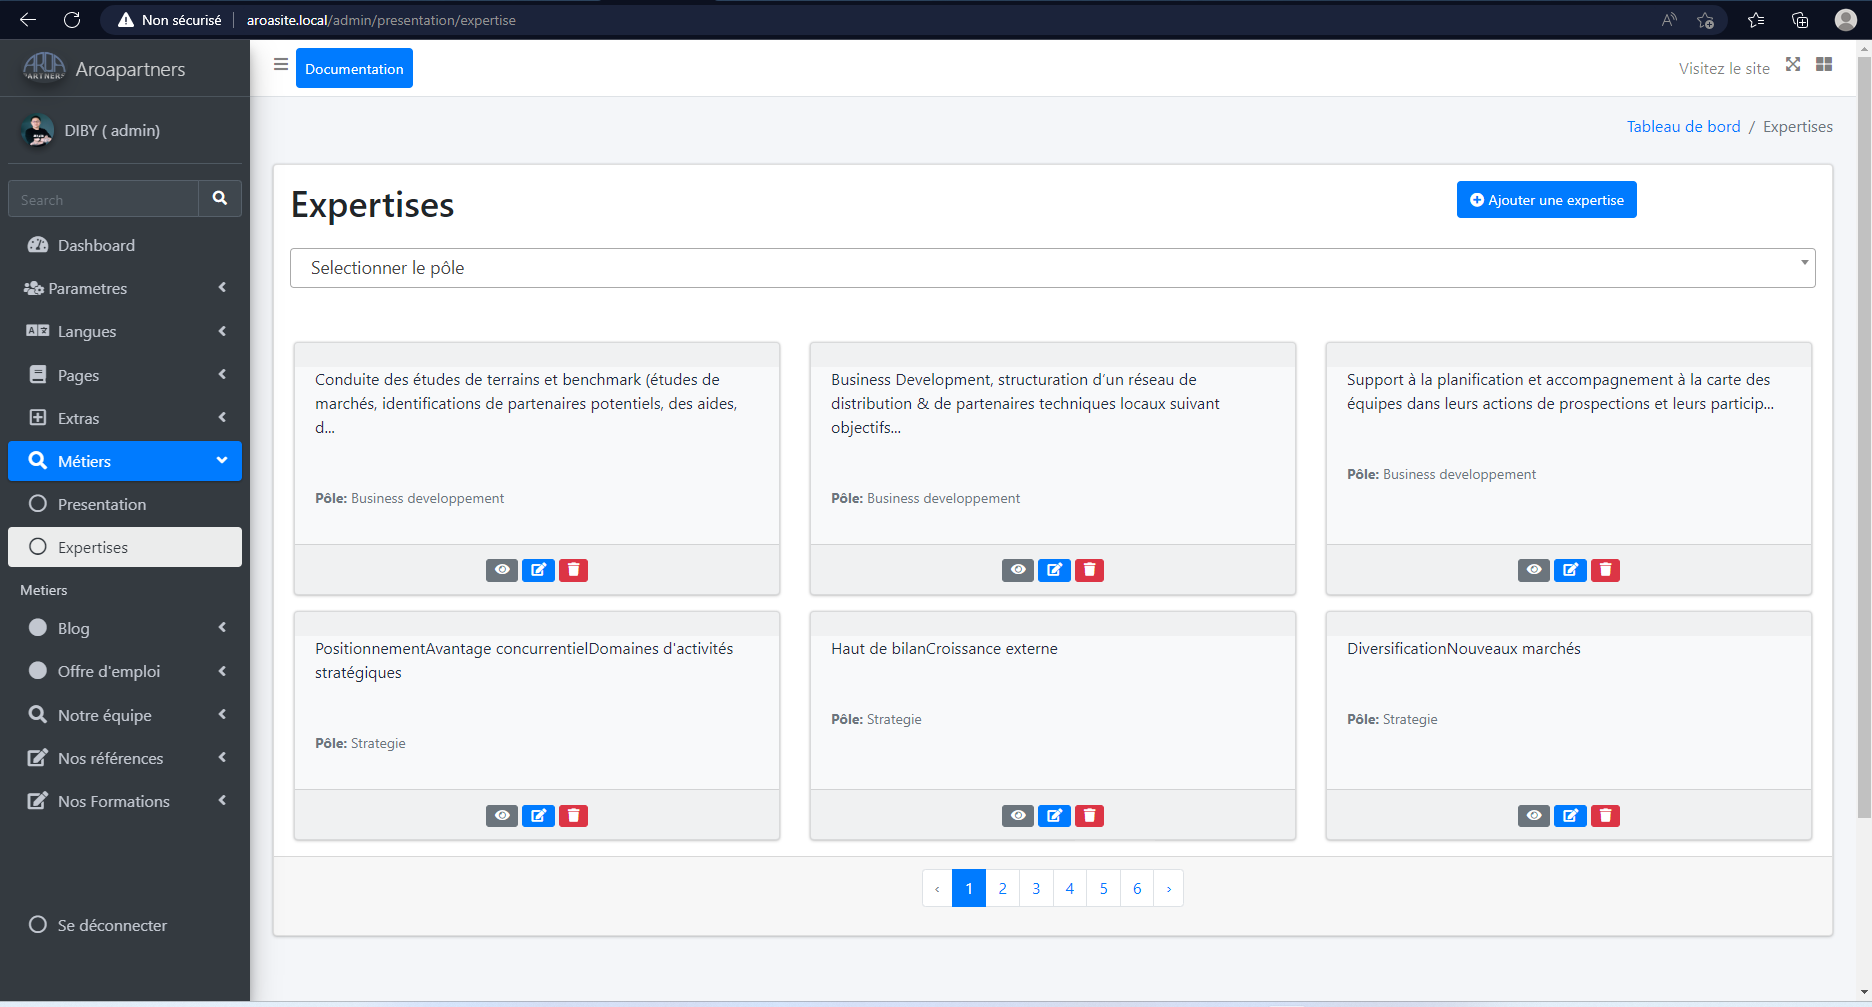 Non sécurisé
aroasite.local/admin/presentation/expertise
AROA
PARTNERS
Aroapartners
DIBY ( admin)
Search
Dashboard
Parametres
Langues
Pages
Extras
Métiers
Presentation
Expertises
Metiers
Blog
Offre d'emploi
Notre équipe
Nos références
Nos Formations
Se déconnecter
Documentation
Visitez le site
Tableau de bord / Expertises
Expertises
Ajouter une expertise
Selectionner le pôle
Conduite des études de terrains et benchmark (études de
marchés, identifications de partenaires potentiels, des aides,
d...
Pôle: Business developpement
Business Development, structuration d’un réseau de
distribution & de partenaires techniques locaux suivant
objectifs...
Pôle: Business developpement
Support à la planification et accompagnement à la carte des
équipes dans leurs actions de prospections et leurs particip...
Pôle: Business developpement
PositionnementAvantage concurrentielDomaines d'activités
stratégiques
Pôle: Strategie
Haut de bilanCroissance externe
Pôle: Strategie
DiversificationNouveaux marchés
Pôle: Strategie
‹ 1 2 3 4 5 6 ›